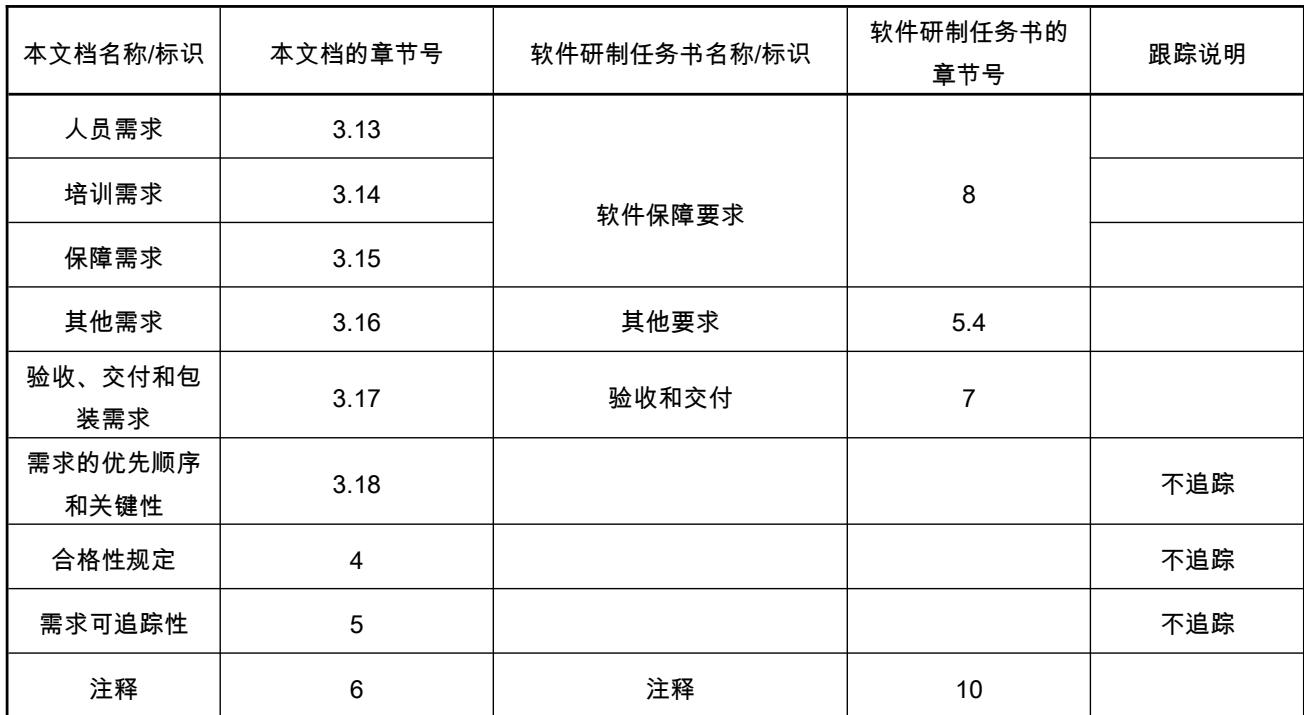 本文档名称/标识
本文档的章节号
软件研制任务书名称/标识
软件研制任务书的
章节号
跟踪说明
人员需求
3.13
软件保障要求
8
培训需求
3.14
保障需求
3.15
其他需求
3.16
其他要求
5.4
验收、交付和包
装需求
3.17
验收和交付
7
需求的优先顺序
和关键性
3.18
不追踪
合格性规定
4
不追踪
需求可追踪性
5
不追踪
注释
6
注释
10